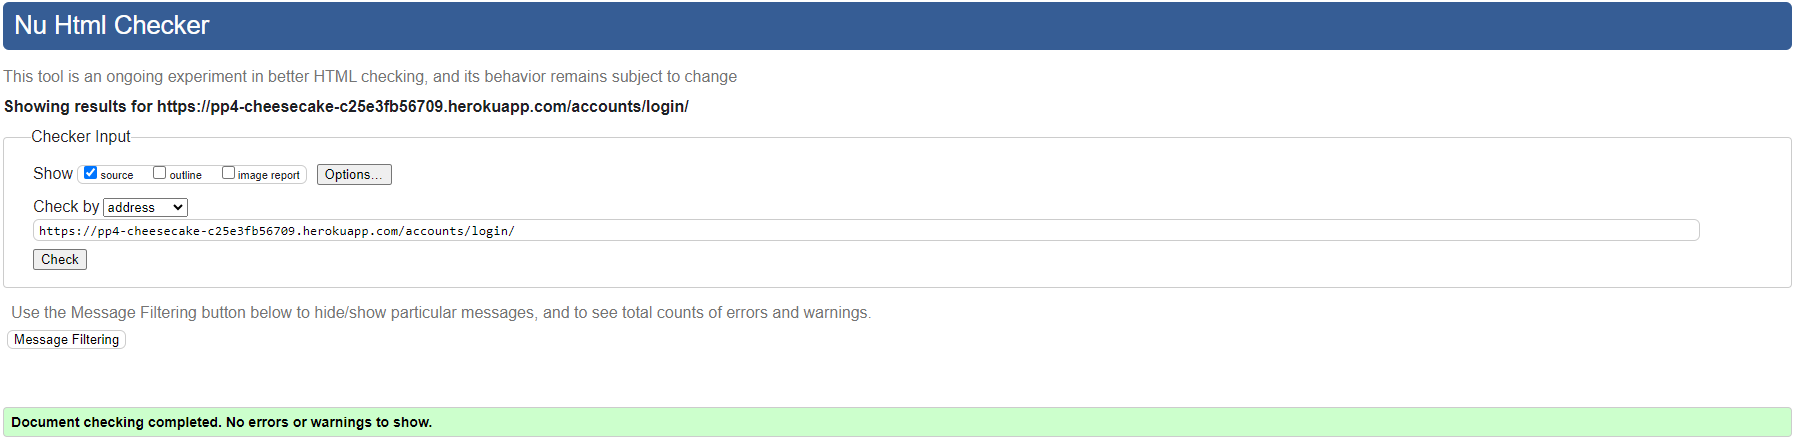 Nu Html Checker
This tool is an ongoing experiment in better HTML checking, and its behavior remains subject to change
Showing results for https://pp4-cheesecake-c25e3fb56709.herokuapp.com/accounts/login/
Checker Input
Show source outline image report Options...
Check by address
https://pp4-cheesecake-c25e3fb56709.herokuapp.com/accounts/login/
Check
Use the Message Filtering button below to hide/show particular messages, and to see total counts of errors and warnings.
Message Filtering
Document checking completed. No errors or warnings to show.